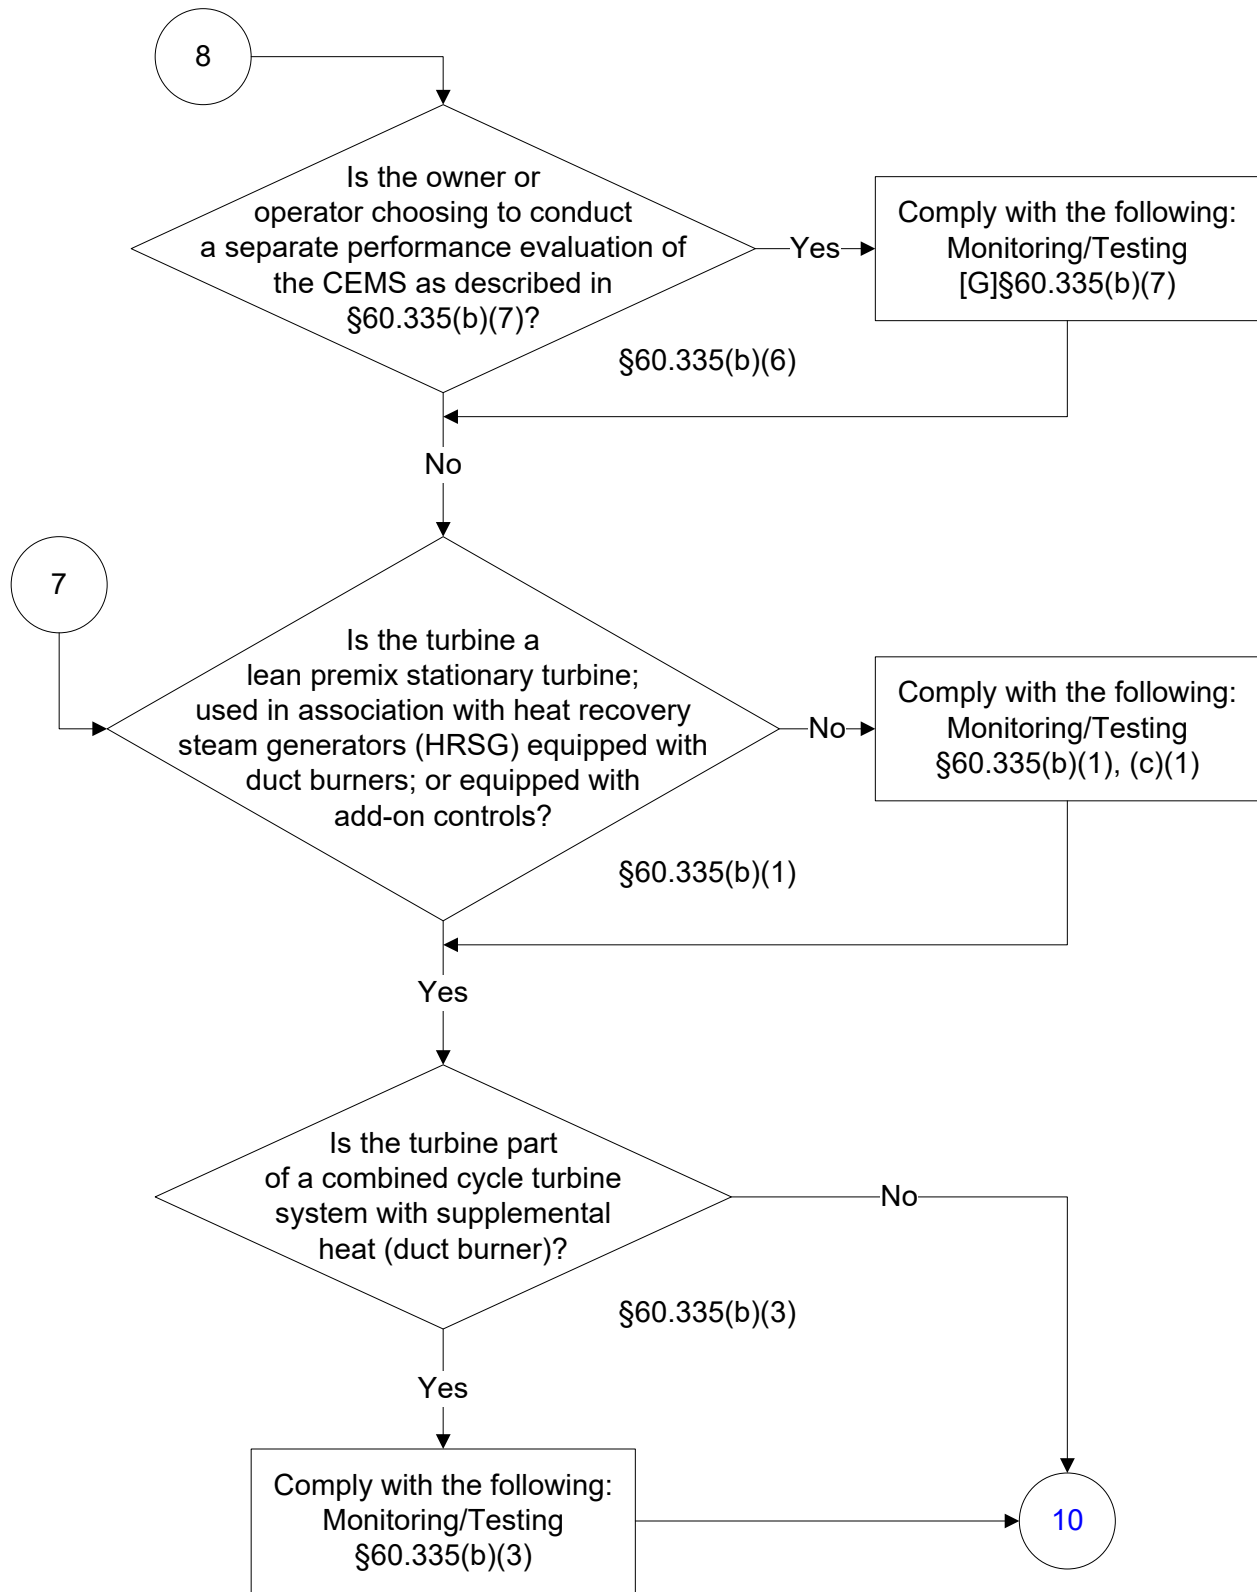 8
Is the owner or
operator choosing to conduct
a separate performance evaluation of
the CEMS as described in
§60.335(b)(7)?
Yes
Comply with the following:
Monitoring/Testing
[G]§60.335(b)(7)
§60.335(b)(6)
No
7
Is the turbine a
lean premix stationary turbine;
used in association with heat recovery
steam generators (HRSG) equipped with
duct burners; or equipped with
add-on controls?
No
Comply with the following:
Monitoring/Testing
§60.335(b)(1), (c)(1)
§60.335(b)(1)
Yes
Is the turbine part
of a combined cycle turbine
system with supplemental
heat (duct burner)?
No
§60.335(b)(3)
Yes
Comply with the following:
Monitoring/Testing
§60.335(b)(3)
10